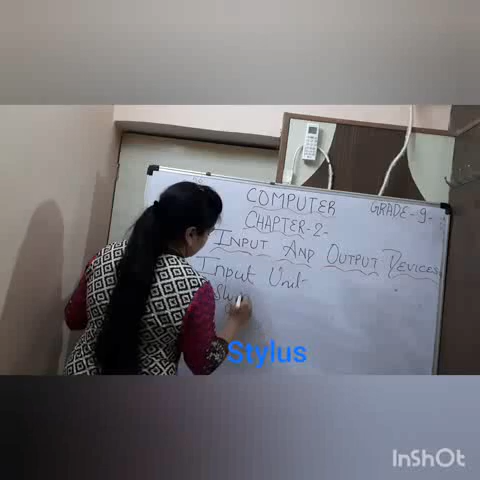 COMPUTER GRADE-9-
CHAPTER-2-
INPUT AND OUTPUT DEVICES
Input Unit-
Stylus
InShOt